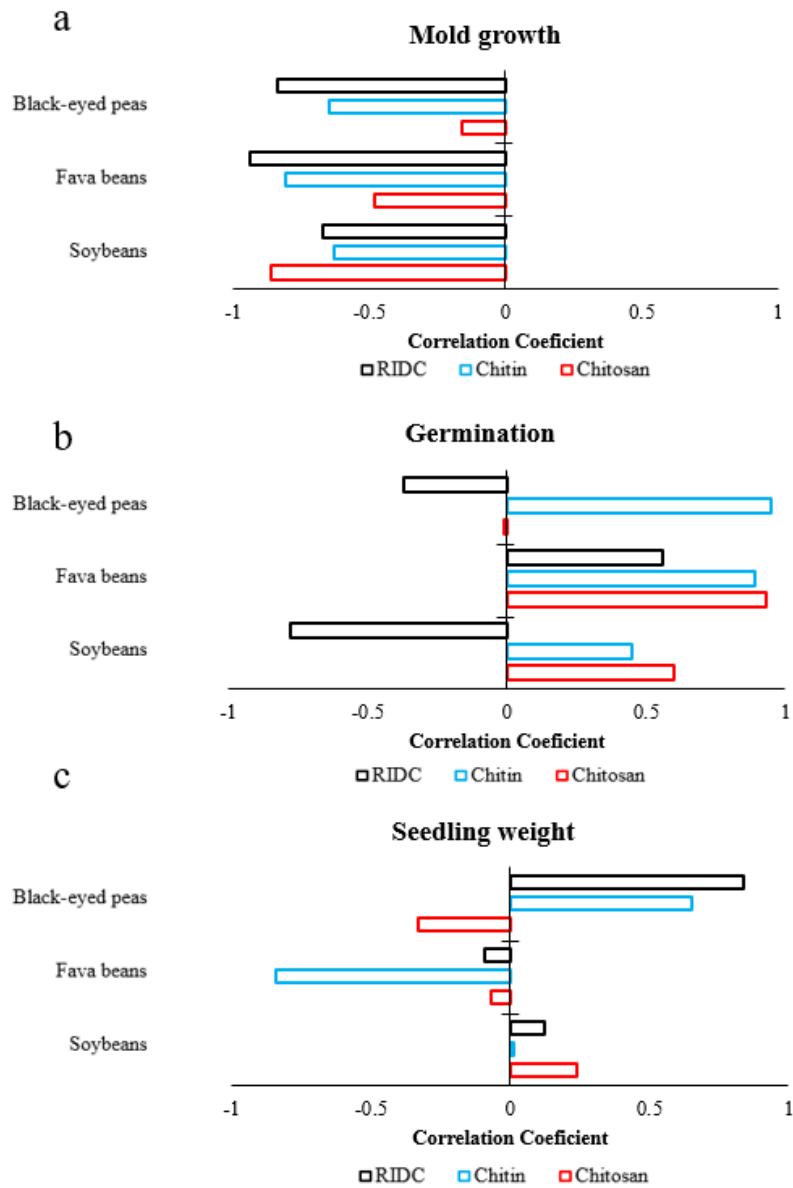 a
Mold growth
Black-eyed peas
Fava beans
Soybeans
-1 -0.5 0 0.5 1
Correlation Coeficient
RIDC Chitin Chitosan
b
Germination
Black-eyed peas
Fava beans
Soybeans
-1 -0.5 0 0.5 1
Correlation Coeficient
RIDC Chitin Chitosan
c
Seedling weight
Black-eyed peas
Fava beans
Soybeans
-1 -0.5 0 0.5 1
Correlation Coeficient
RIDC Chitin Chitosan